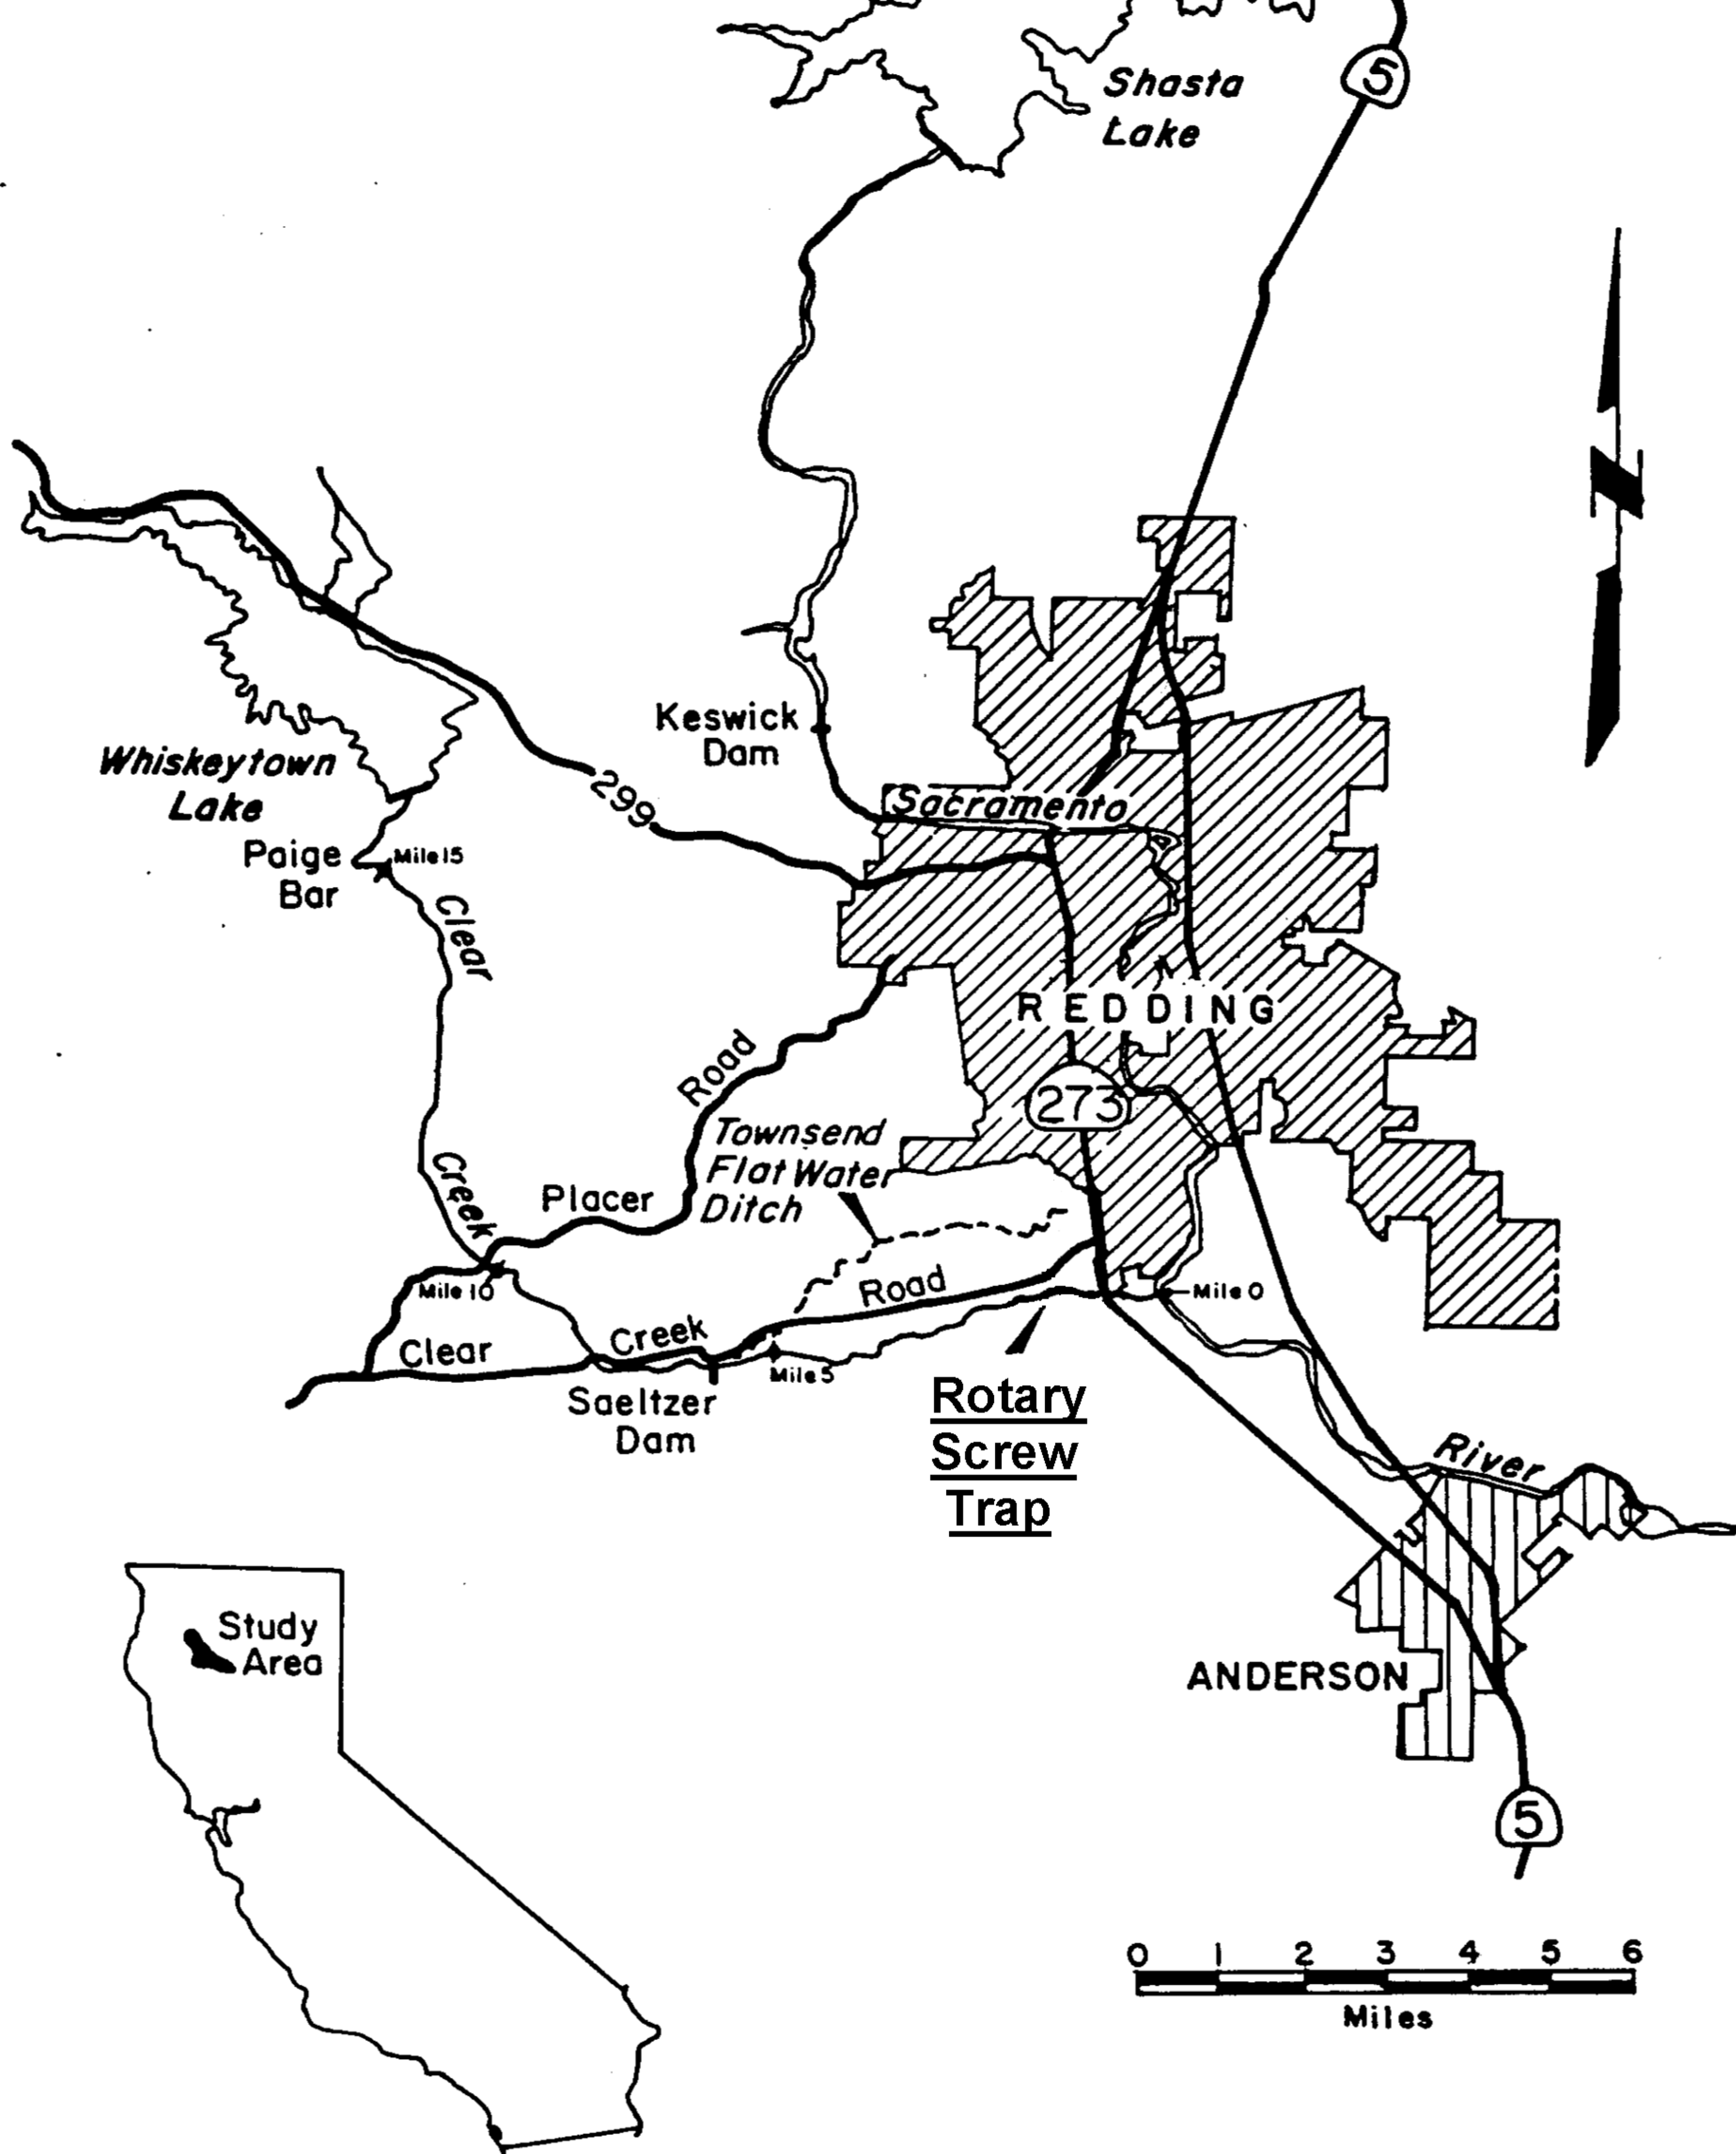 Shasta
Lake
5
Keswick
Dam
Whiskeytown
Lake
299
Sacramento
Paige
Bar
Mile 15
Clear
Creek
REDDING
Road
273
Townsend
Flat Water
Ditch
Placer
Mile 10
Road
Mile 0
Clear
Creek
Mile 5
Saeltzer
Dam
Rotary
Screw
Trap
River
Study
Area
ANDERSON
5
0 1 2 3 4 5 6
Miles
N